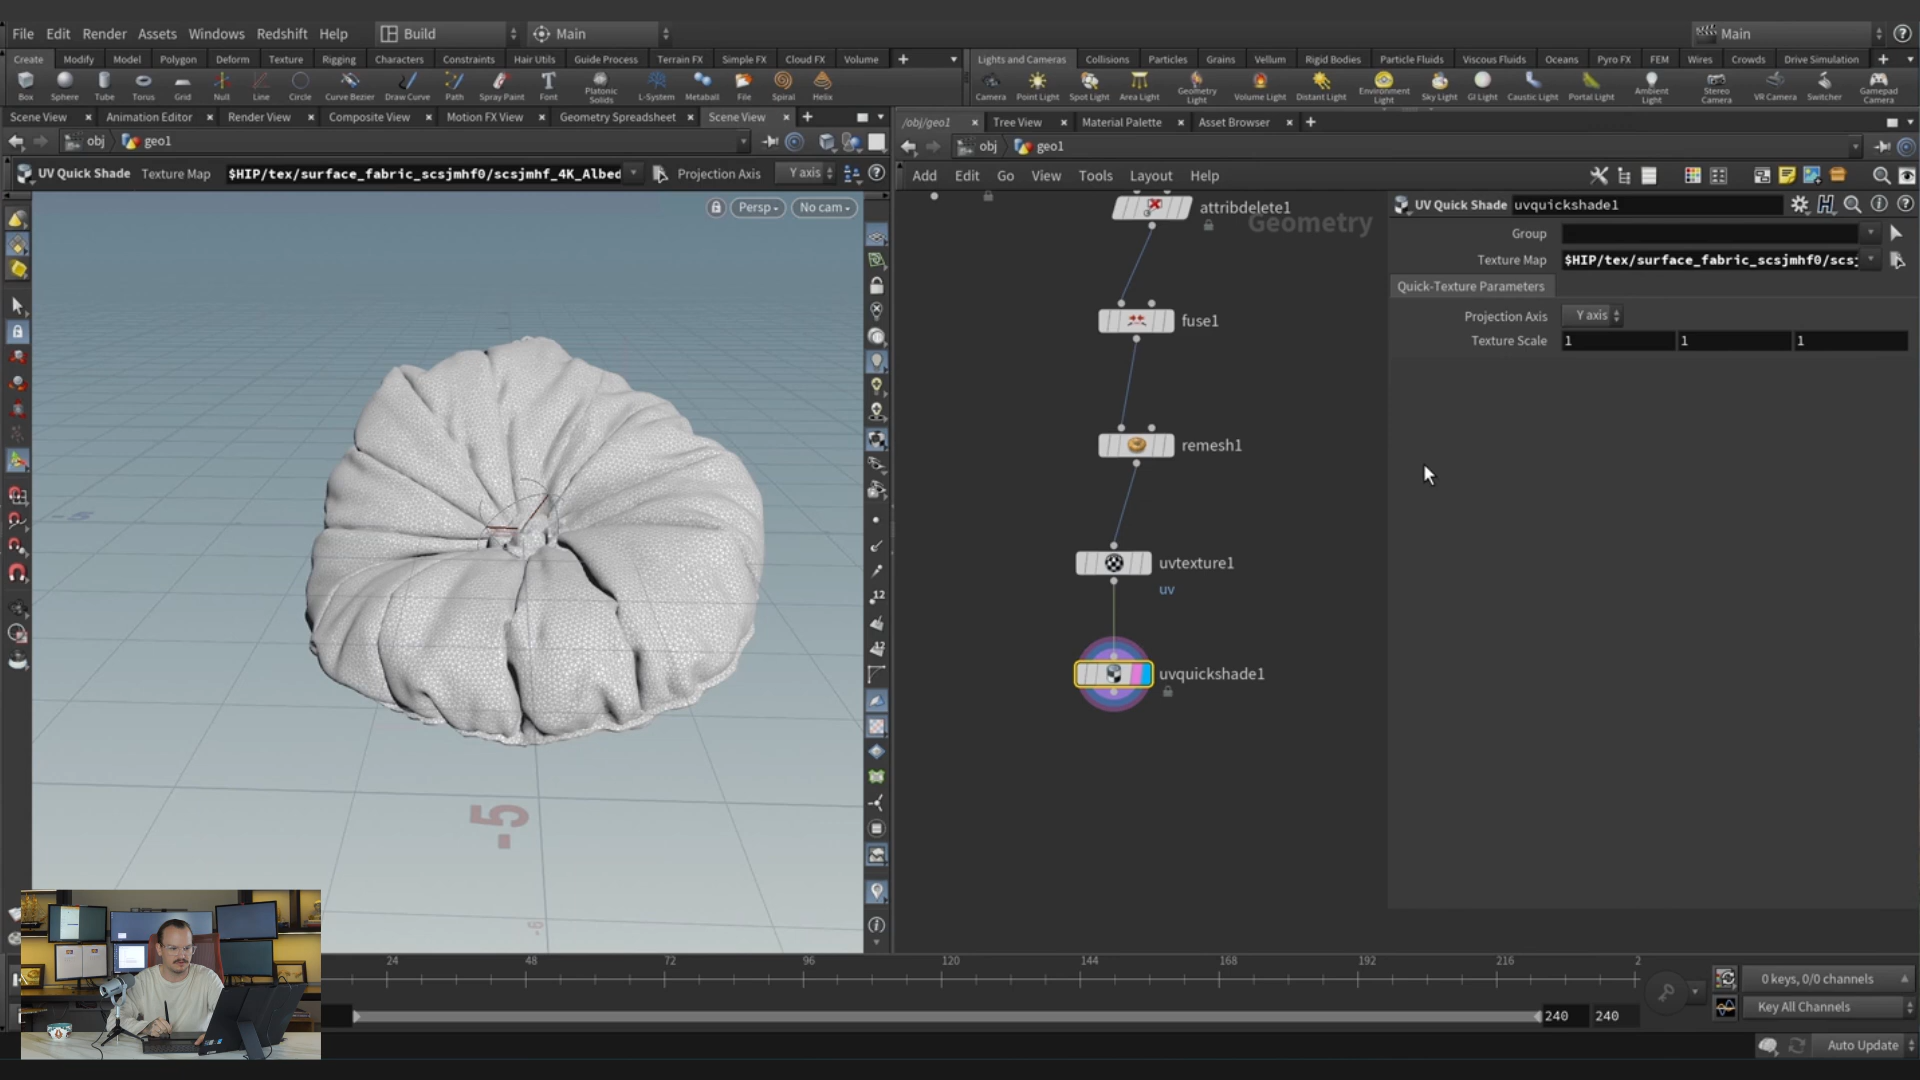 File Edit Render Assets Windows Redshift Help Build Main Main
Create Modify Model Polygon Deform Texture Rigging Characters Constraints Hair Utils Guide Process Terrain FX Simple FX Cloud FX Volume
Lights and Cameras Collisions Particles Grains Vellum Rigid Bodies Particle Fluids Viscous Fluids Oceans Pyro FX FEM Wires Crowds Drive Simulation
Box Sphere Tube Torus Grid Null Line Circle Curve Bezier Draw Curve Path Spray Paint Font Platonic Solids L-System Metaball File Spiral Helix
Camera Point Light Spot Light Area Light Geometry Light Volume Light Distant Light Environment Light Sky Light GI Light Caustic Light Portal Light Ambient Light Stereo Camera VR Camera Switcher Gamepad Camera
Scene View Animation Editor Render View Composite View Motion FX View Geometry Spreadsheet Scene View
/obj/geo1 Tree View Material Palette Asset Browser
obj geo1
obj geo1
UV Quick Shade Texture Map $HIP/tex/surface_fabric_scsjmhf0/scsjmhf_4K_Albed Projection Axis Y axis
Add Edit Go View Tools Layout Help
Persp No cam
attribdelete1
Geometry
fuse1
remesh1
uvtexture1
uv
uvquickshade1
UV Quick Shade uvquickshade1
Group
Texture Map $HIP/tex/surface_fabric_scsjmhf0/scsj
Quick-Texture Parameters
Projection Axis Y axis
Texture Scale 1 1 1
-5
-5
12
12
24 48 72 96 120 144 168 192 216 2
240 240
0 keys, 0/0 channels
Key All Channels
Auto Update